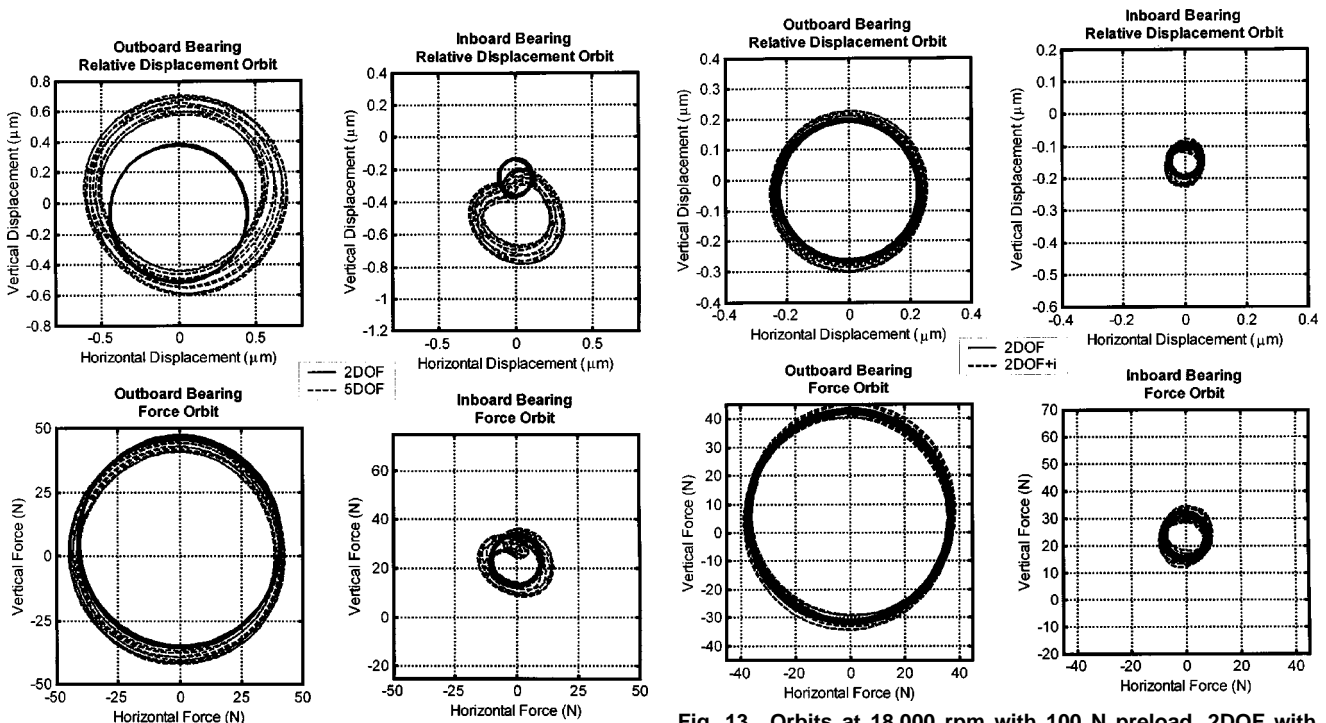 Outboard Bearing
Relative Displacement Orbit
Vertical Displacement (μm)
0.8
0.6
0.4
0.2
0
-0.2
-0.4
-0.6
-0.8
-0.5
0
0.5
Horizontal Displacement (μm)
Inboard Bearing
Relative Displacement Orbit
Vertical Displacement (μm)
0.4
0.2
0
-0.2
-0.4
-0.6
-0.8
-1
-1.2
-0.5
0
0.5
Horizontal Displacement (μm)
2DOF
5DOF
Outboard Bearing
Force Orbit
Vertical Force (N)
50
25
0
-25
-50
-50
-25
0
25
50
Horizontal Force (N)
Inboard Bearing
Force Orbit
Vertical Force (N)
60
40
20
0
-20
-50
-25
0
25
50
Horizontal Force (N)
Outboard Bearing
Relative Displacement Orbit
Vertical Displacement (μm)
0.4
0.3
0.2
0.1
0
-0.1
-0.2
-0.3
-0.4
-0.4
-0.2
0
0.2
0.4
Horizontal Displacement (μm)
Inboard Bearing
Relative Displacement Orbit
Vertical Displacement (μm)
0.2
0.1
0
-0.1
-0.2
-0.3
-0.4
-0.5
-0.6
-0.4
-0.2
0
0.2
0.4
Horizontal Displacement (μm)
2DOF
2DOF+i
Outboard Bearing
Force Orbit
Vertical Force (N)
40
30
20
10
0
-10
-20
-30
-40
-40
-20
0
20
40
Horizontal Force (N)
Inboard Bearing
Force Orbit
Vertical Force (N)
70
60
50
40
30
20
10
0
-10
-20
-40
-20
0
20
40
Horizontal Force (N)
Fig. 13 Orbits at 18,000 rpm with 100 N preload, 2DOF with